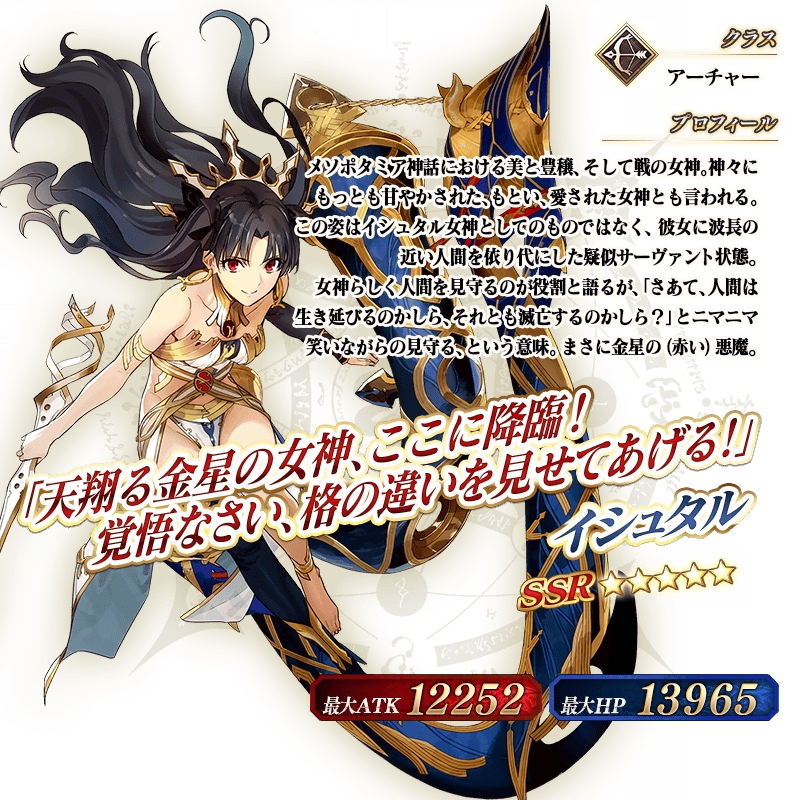 クラス
アーチャー
プロフィール
メソポタミア神話における美と豊穣、そして戦の女神。神々に
もっとも甘やかされた、もとい、愛された女神とも言われる。
この姿はイシュタル女神としてのものではなく、彼女に波長の
近い人間を依り代にした疑似サーヴァント状態。
女神らしく人間を見守るのが役割と語るが、「さあて、人間は
生き延びるのかしら、それとも滅亡するのかしら?」とニマニマ
笑いながらの見守る、という意味。まさに金星の(赤い)悪魔。
「天翔る金星の女神、ここに降臨!
覚悟なさい、格の違いを見せてあげる!」
イシュタル
SSR ☆☆☆☆☆
最大ATK 12252
最大HP 13965